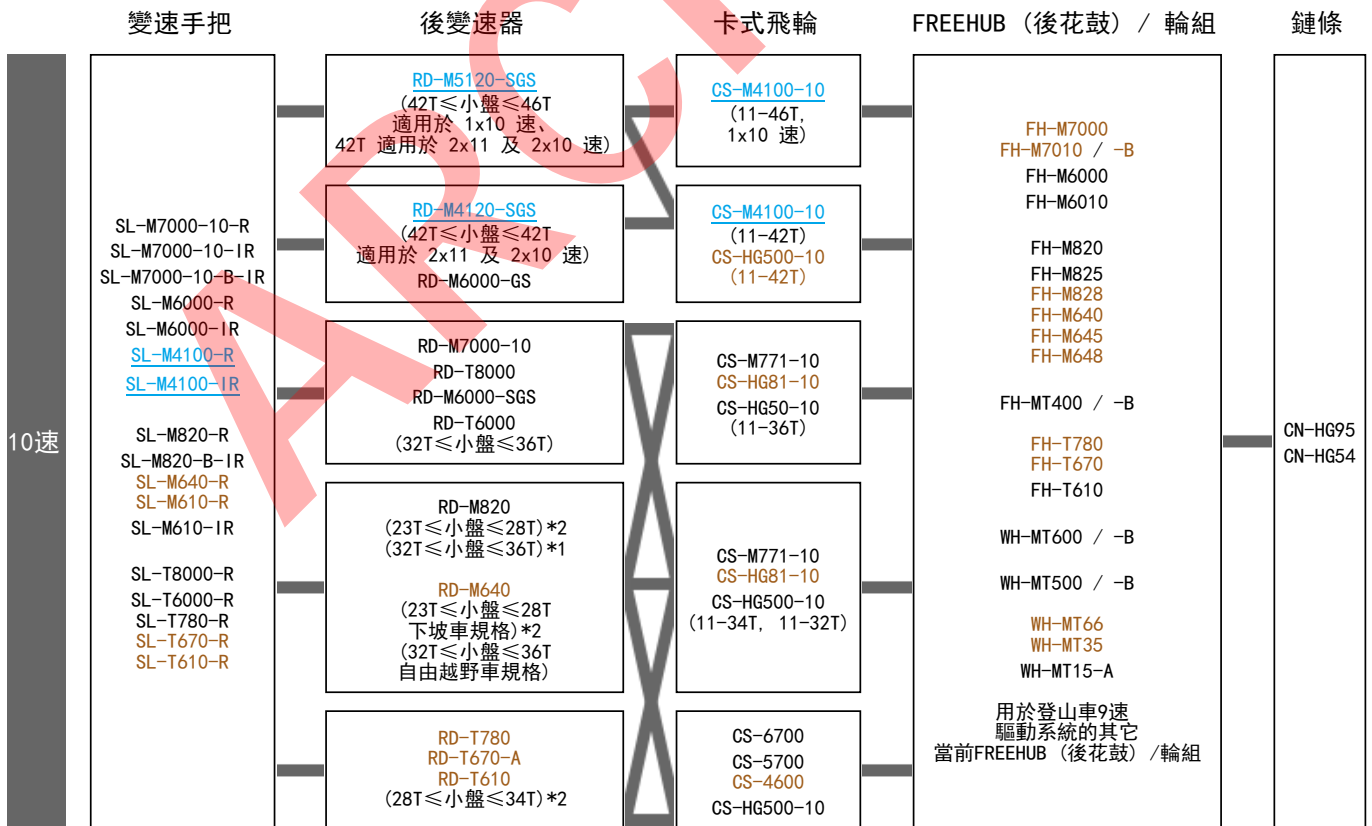 變速手把
後變速器
卡式飛輪
FREEHUB (後花鼓) / 輪組
鏈條
10速
SL-M7000-10-R
SL-M7000-10-IR
SL-M7000-10-B-IR
SL-M6000-R
SL-M6000-IR
SL-M4100-R
SL-M4100-IR
SL-M820-R
SL-M820-B-IR
SL-M640-R
SL-M610-R
SL-M610-IR
SL-T8000-R
SL-T6000-R
SL-T780-R
SL-T670-R
SL-T610-R
RD-M5120-SGS
(42T≤小盤≤46T
適用於 1x10 速、
42T 適用於 2x11 及 2x10 速)
RD-M4120-SGS
(42T≤小盤≤42T
適用於 2x11 及 2x10 速)
RD-M6000-GS
RD-M7000-10
RD-T8000
RD-M6000-SGS
RD-T6000
(32T≤小盤≤36T)
RD-M820
(23T≤小盤≤28T)*2
(32T≤小盤≤36T)*1
RD-M640
(23T≤小盤≤28T
下坡車規格)*2
(32T≤小盤≤36T
自由越野車規格)
RD-T780
RD-T670-A
RD-T610
(28T≤小盤≤34T)*2
CS-M4100-10
(11-46T,
1x10 速)
CS-M4100-10
(11-42T)
CS-HG500-10
(11-42T)
CS-M771-10
CS-HG81-10
CS-HG50-10
(11-36T)
CS-M771-10
CS-HG81-10
CS-HG500-10
(11-34T, 11-32T)
CS-6700
CS-5700
CS-4600
CS-HG500-10
FH-M7000
FH-M7010 / -B
FH-M6000
FH-M6010
FH-M820
FH-M825
FH-M828
FH-M640
FH-M645
FH-M648
FH-MT400 / -B
FH-T780
FH-T670
FH-T610
WH-MT600 / -B
WH-MT500 / -B
WH-MT66
WH-MT35
WH-MT15-A
用於登山車9速
驅動系統的其它
當前FREEHUB (後花鼓) /輪組
CN-HG95
CN-HG54